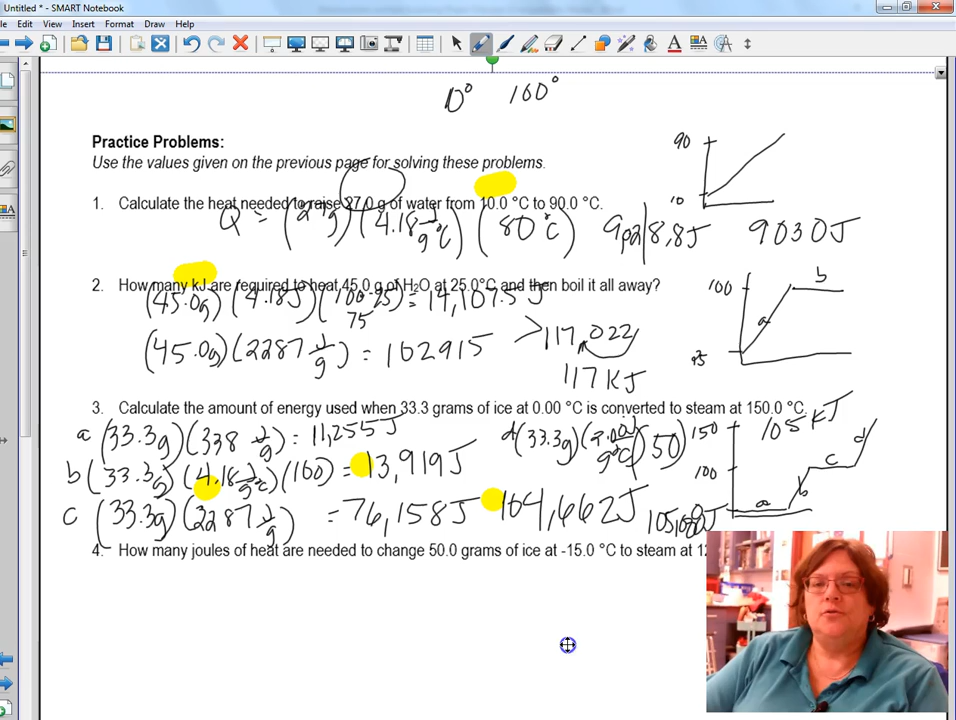 Untitled * - SMART Notebook
Edit View Insert Format Draw Help
0° 100°
Practice Problems:
Use the values given on the previous page for solving these problems.
90
10
1. Calculate the heat needed to raise 27.0 g of water from 10.0 °C to 90.0 °C.
Q = (27g) (4.18 J/g°C) (80°C) 9028.8J 9030J
2. How many kJ are required to heat 45.0 g of H₂O at 25.0°C and then boil it all away?
(45.0g) (4.18J) (100-25) = 14,107.5 J
75
100 b
a
25
(45.0g) (2287 J/g) = 102915 > 117,022
117 KJ
3. Calculate the amount of energy used when 33.3 grams of ice at 0.00 °C is converted to steam at 150.0 °C.
a (33.3g) (338 J/g) = 11,255 J
d (33.3g) (50)
105 KJ
150
100
a b c d
b (33.3g) (4.18 J/g°C) (100) = 13,919J
c (33.3g) (2287 J/g) = 76,158J 104,662J
4. How many joules of heat are needed to change 50.0 grams of ice at -15.0 °C to steam at